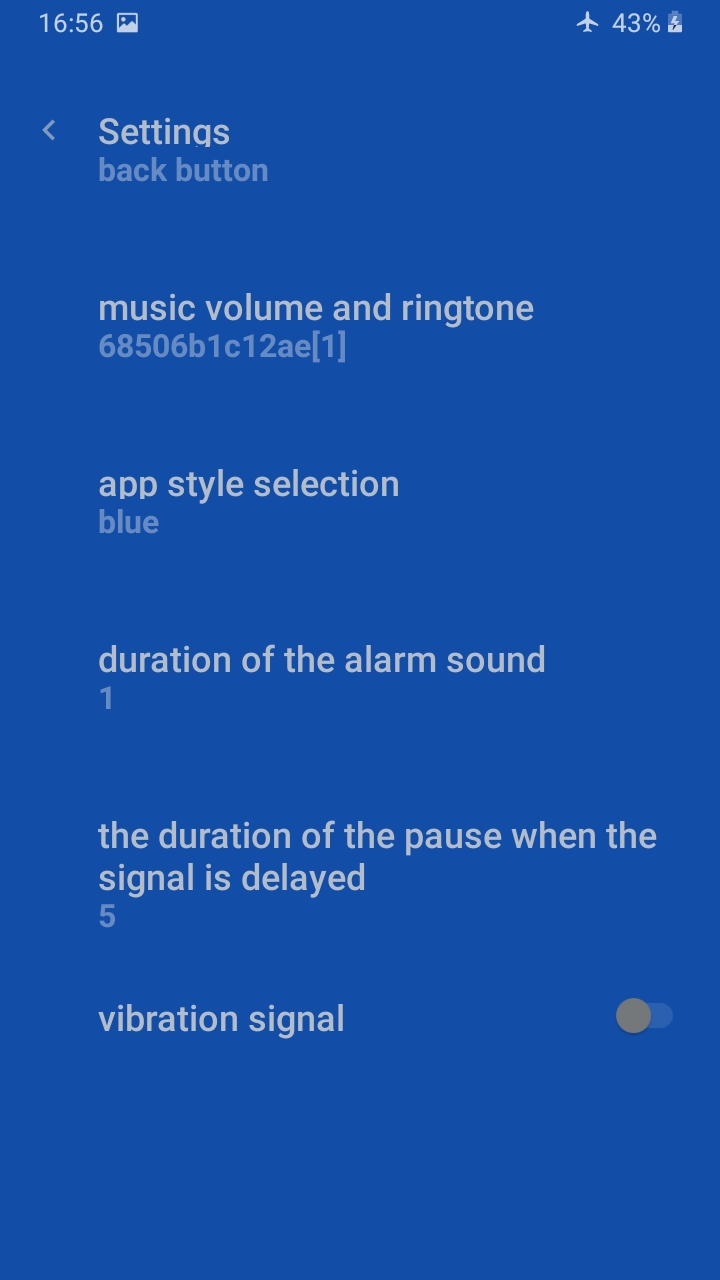 16:56 43%
Settings
back button
music volume and ringtone
68506b1c12ae[1]
app style selection
blue
duration of the alarm sound
1
the duration of the pause when the
signal is delayed
5
vibration signal